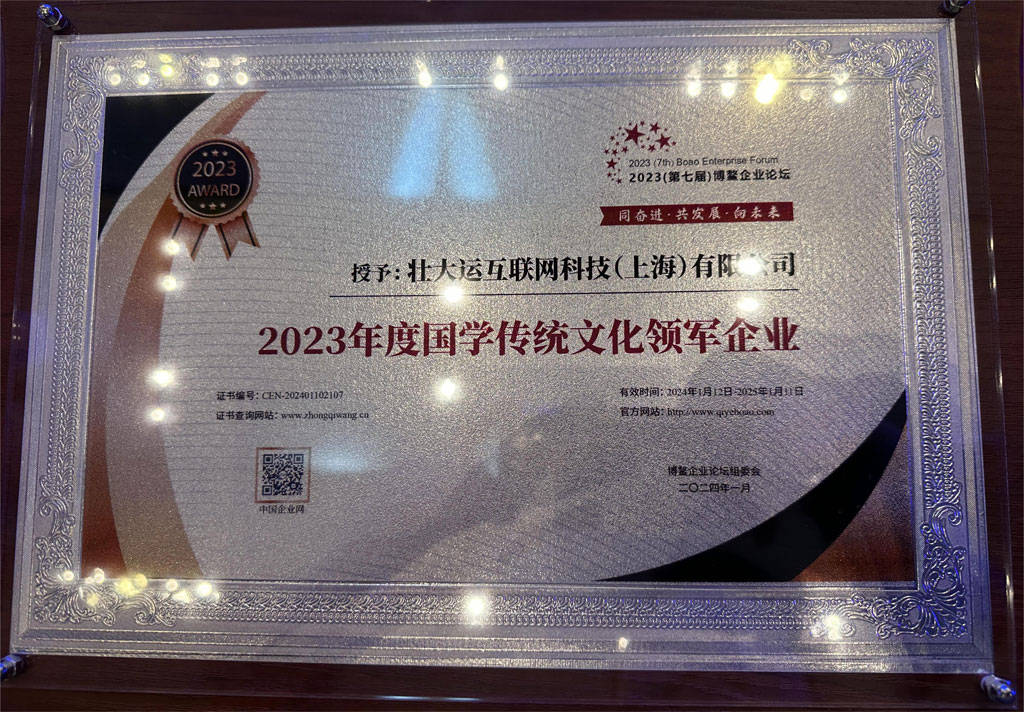 2023
AWARD
2023 (7th) Boao Enterprise Forum
2023(第七届)博鳌企业论坛
同奋进·共发展·向未来
授予:壮大运互联网科技(上海)有限公司
2023年度国学传统文化领军企业
证书编号:CEN-202401102107
证书查询网站:www.zhongqiwang.cn
有效时间:2024年1月12日-2025年1月11日
官方网站:http://www.qiyeboao.com
中国企业网
博鳌企业论坛组委会
二〇二四年一月